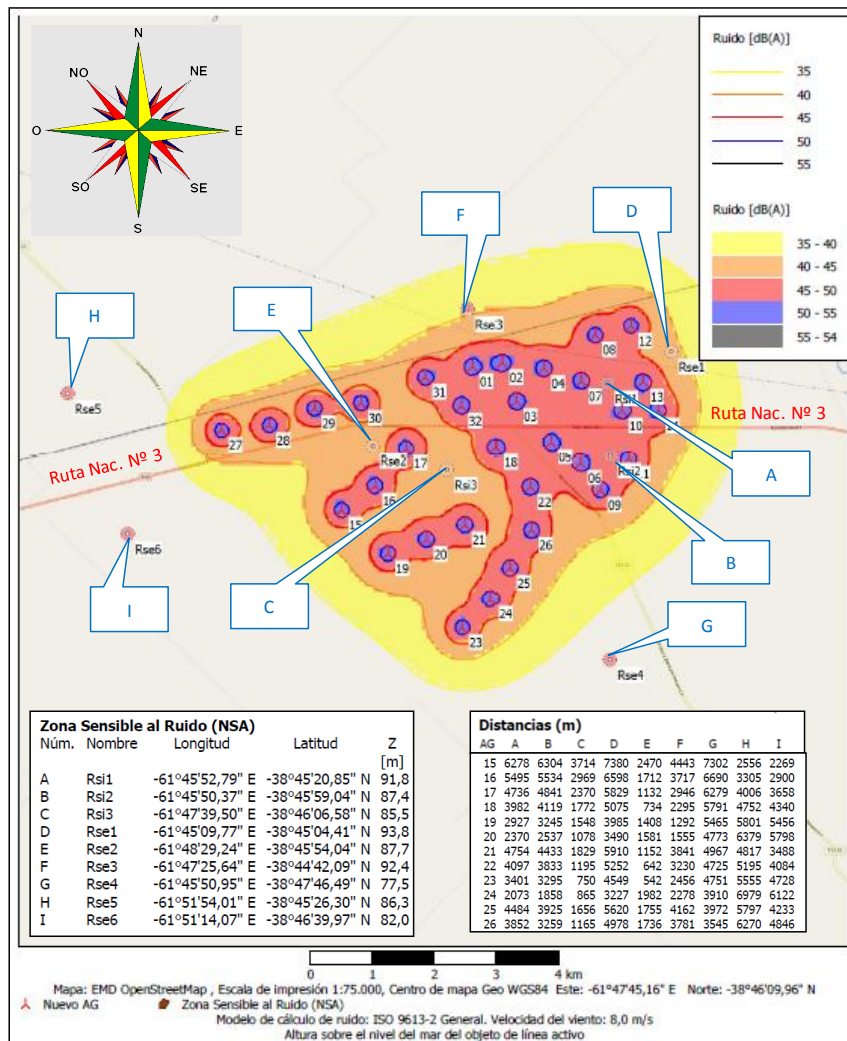 N
NO
NE
O
E
SO
SE
S
Ruido [dB(A)]
35
40
45
50
55
Ruido [dB(A)]
35 - 40
40 - 45
45 - 50
50 - 55
55 - 54
F
D
E
H
Rse3
12
08
Rse1
01
02
04
07
31
Rsi1
13
Rse5
03
32
10
30
29
28
27
Ruta Nac. Nº 3
Ruta Nac. Nº 3
Rse2
17
18
05
06
Rsi2
1
A
Rsi3
16
22
09
15
21
26
20
19
Rse6
25
B
I
C
24
23
G
Rse4
Zona Sensible al Ruido (NSA)
Núm. Nombre Longitud Latitud Z
[m]
A Rsi1 -61°45'52,79" E -38°45'20,85" N 91,8
B Rsi2 -61°45'50,37" E -38°45'59,04" N 87,4
C Rsi3 -61°47'39,50" E -38°46'06,58" N 85,5
D Rse1 -61°45'09,77" E -38°45'04,41" N 93,8
E Rse2 -61°48'29,24" E -38°45'54,04" N 87,7
F Rse3 -61°47'25,64" E -38°44'42,09" N 92,4
G Rse4 -61°45'50,95" E -38°47'46,49" N 77,5
H Rse5 -61°51'54,01" E -38°45'26,30" N 86,3
I Rse6 -61°51'14,07" E -38°46'39,97" N 82,0
Distancias (m)
AG A B C D E F G H I
15 6278 6304 3714 7380 2470 4443 7302 2556 2269
16 5495 5534 2969 6598 1712 3717 6690 3305 2900
17 4736 4841 2370 5829 1132 2946 6279 4006 3658
18 3982 4119 1772 5075 734 2295 5791 4752 4340
19 2927 3245 1548 3985 1408 1292 5465 5801 5456
20 2370 2537 1078 3490 1581 1555 4773 6379 5798
21 4754 4433 1829 5910 1152 3841 4967 4817 3488
22 4097 3833 1195 5252 642 3230 4725 5195 4084
23 3401 3295 750 4549 542 2456 4751 5555 4728
24 2073 1858 865 3227 1982 2278 3910 6979 6122
25 4484 3925 1656 5620 1755 4162 3972 5797 4233
26 3852 3259 1165 4978 1736 3781 3545 6270 4846
0 1 2 3 4 km
Mapa: EMD OpenStreetMap , Escala de impresión 1:75.000, Centro de mapa Geo WGS84 Este: -61°47'45,16" E Norte: -38°46'09,96" N
Nuevo AG Zona Sensible al Ruido (NSA)
Modelo de cálculo de ruido: ISO 9613-2 General. Velocidad del viento: 8,0 m/s
Altura sobre el nivel del mar del objeto de línea activo